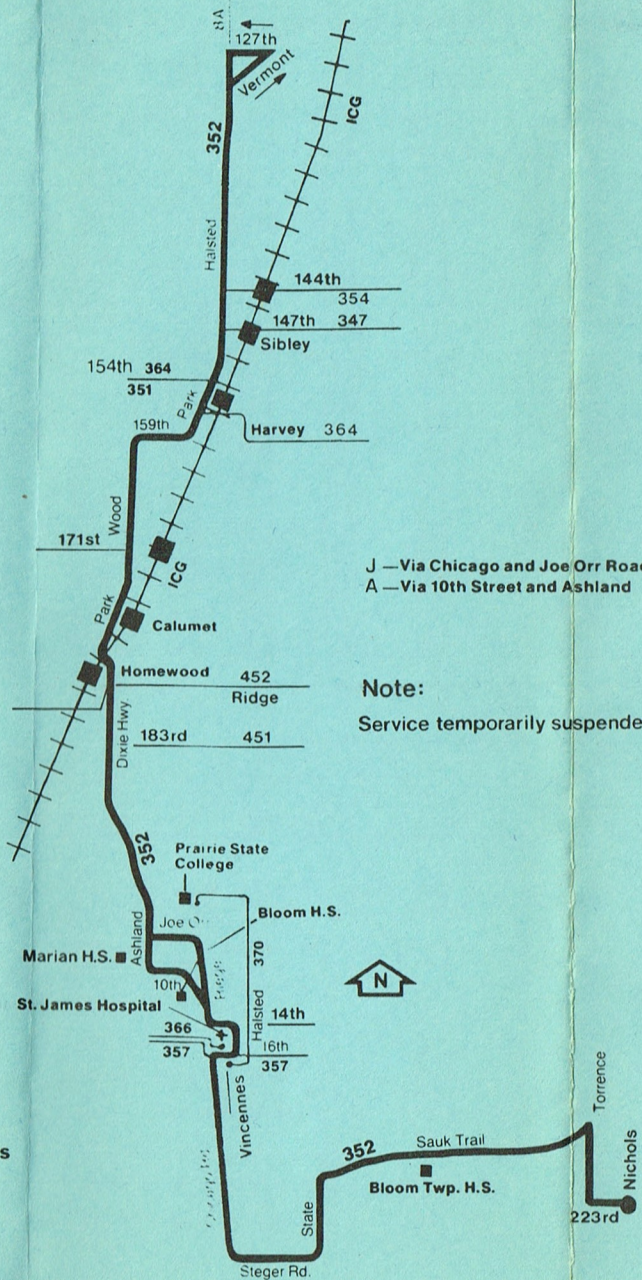 8A
127th
Vermont
ICG
352
Halsted
144th
354
147th 347
Sibley
154th 364
351
Park
159th
Harvey 364
Wood
171st
ICG
J — Via Chicago and Joe Orr Roa
A — Via 10th Street and Ashland
Park
Calumet
Homewood 452
Ridge
Note:
Service temporarily suspende
Dixie Hwy.
183rd 451
352
Prairie State
College
Ashland
Joe O
Bloom H.S.
Marian H.S.
370
10th
N
St. James Hospital
Halsted
14th
366
16th
357
357
Vincennes
Torrence
s
352
Sauk Trail
Bloom Twp. H.S.
Nichols
State
223rd
Steger Rd.